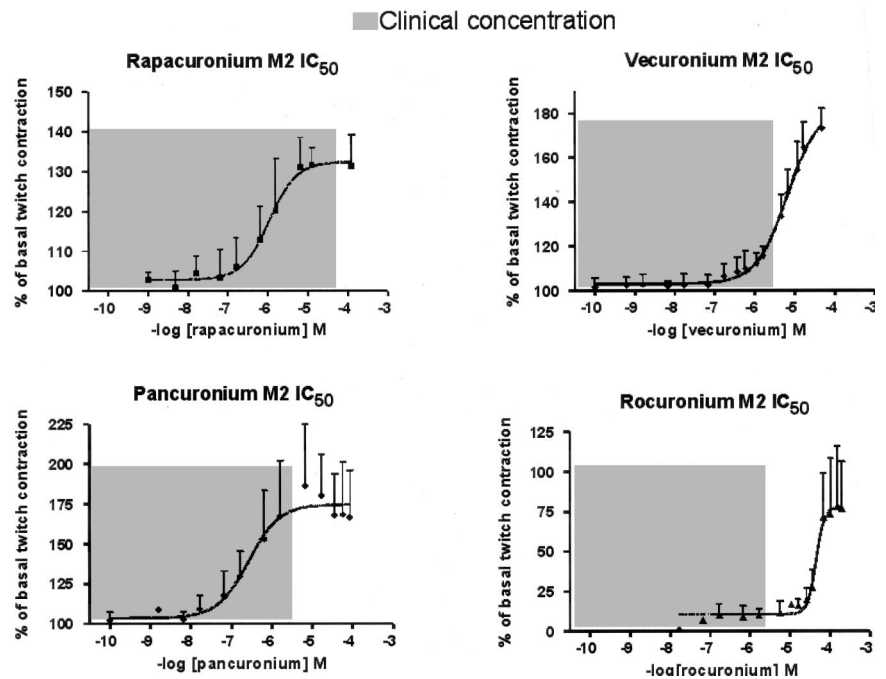 Clinical concentration
Rapacuronium M2 IC50
% of basal twitch contraction
150
140
130
120
110
100
-10 -9 -8 -7 -6 -5 -4 -3
-log [rapacuronium] M
Vecuronium M2 IC50
% of basal twitch contraction
180
160
140
120
100
-10 -9 -8 -7 -6 -5 -4 -3
-log [vecuronium] M
Pancuronium M2 IC50
% of basal twitch contraction
225
200
175
150
125
100
-10 -9 -8 -7 -6 -5 -4 -3
-log [pancuronium] M
Rocuronium M2 IC50
% of basal twitch contraction
125
100
75
50
25
0
-10 -9 -8 -7 -6 -5 -4 -3
-log[rocuronium] M